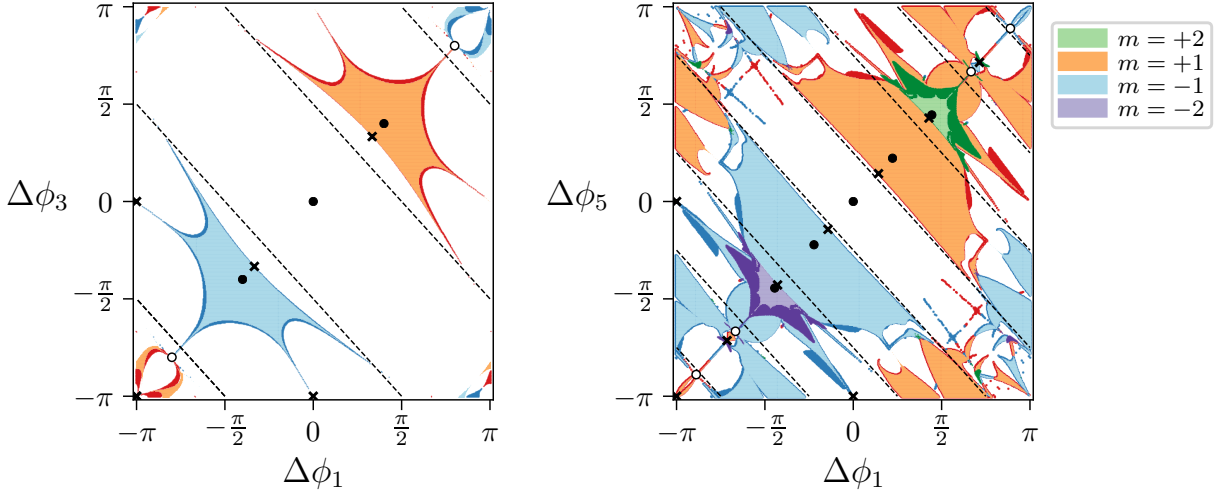 π
π/2
0
−π/2
−π
Δϕ₃
−π
−π/2
0
π/2
π
Δϕ₁
π
π/2
0
−π/2
−π
Δϕ₅
−π
−π/2
0
π/2
π
Δϕ₁
m = +2
m = +1
m = −1
m = −2